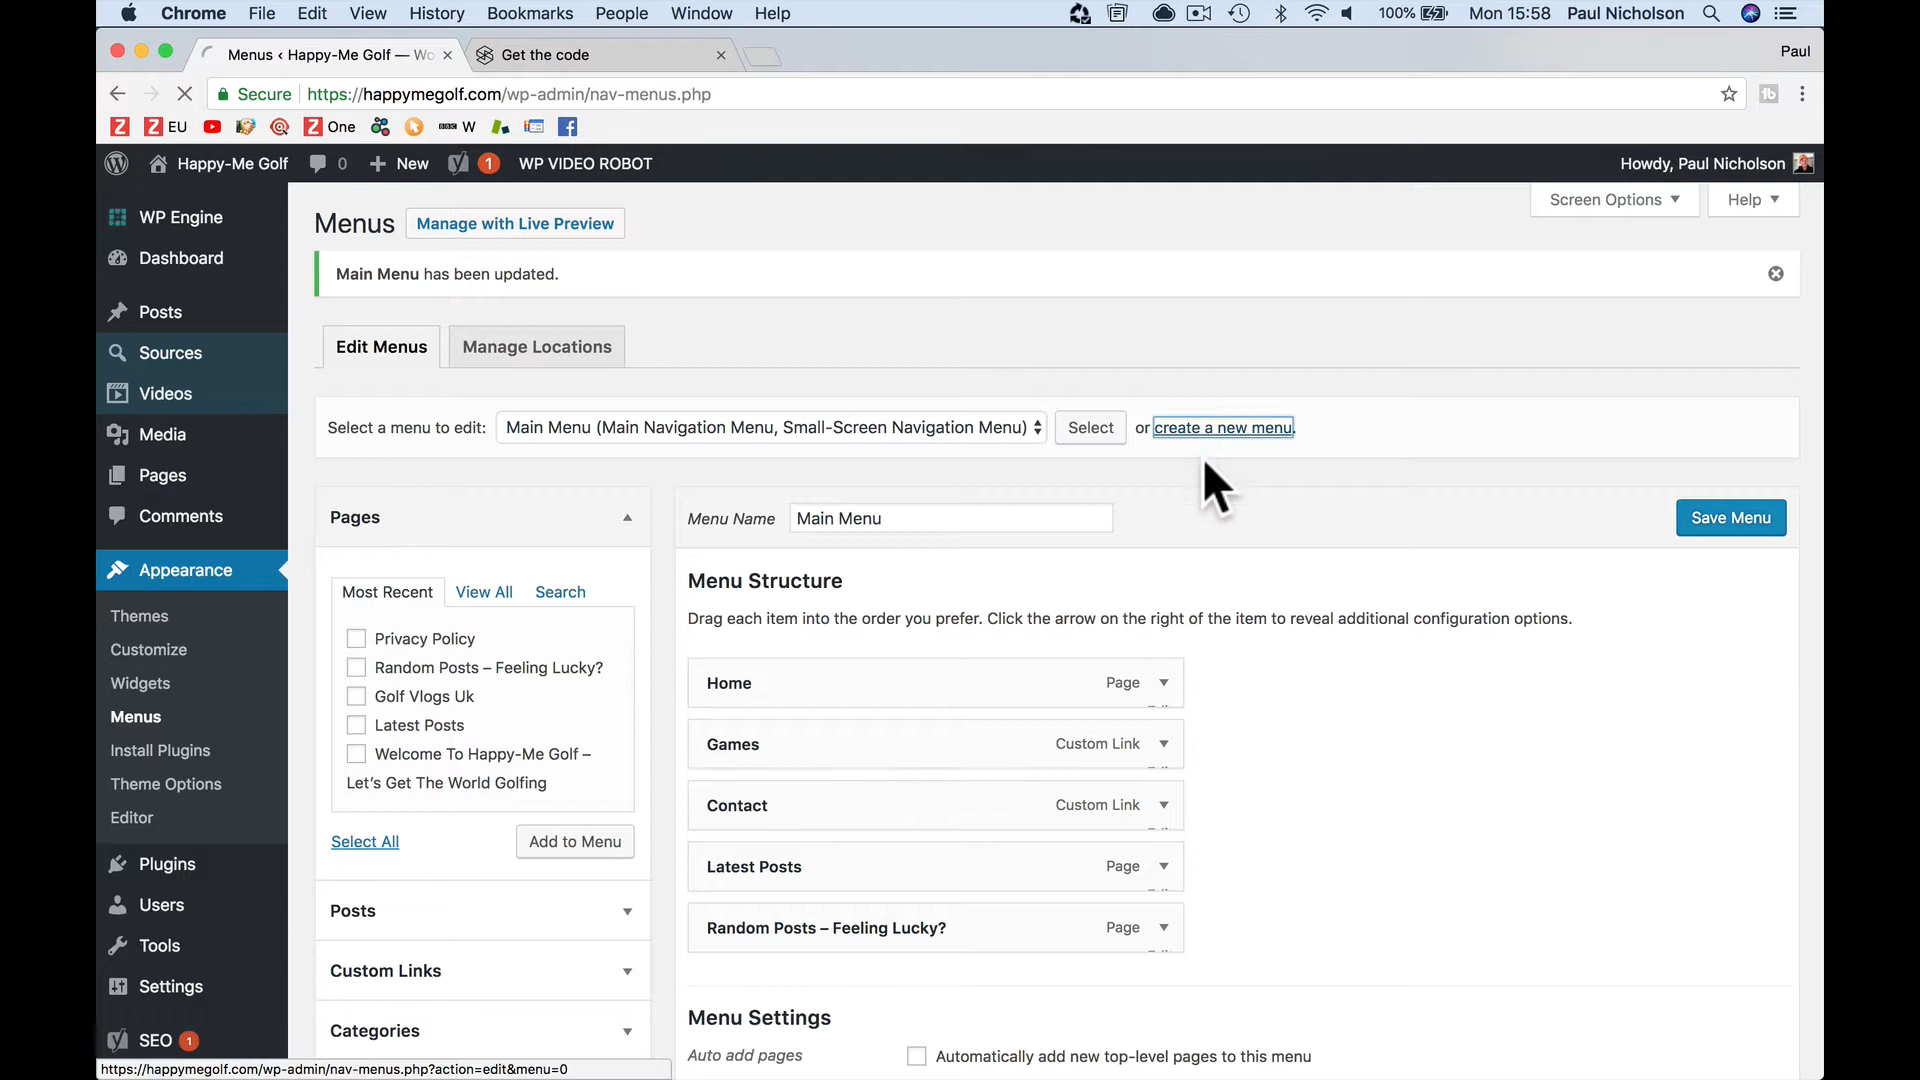 Chrome File Edit View History Bookmarks People Window Help 100% Mon 15:58 Paul Nicholson
Menus ‹ Happy-Me Golf — Wo Get the code Paul
Secure https://happymegolf.com/wp-admin/nav-menus.php
Z Z EU Z One BBC W
Happy-Me Golf 0 New 1 WP VIDEO ROBOT Howdy, Paul Nicholson
WP Engine
Dashboard
Posts
Sources
Videos
Media
Pages
Comments
Appearance
Themes
Customize
Widgets
Menus
Install Plugins
Theme Options
Editor
Plugins
Users
Tools
Settings
SEO 1
Screen Options Help
Menus Manage with Live Preview
Main Menu has been updated.
Edit Menus Manage Locations
Select a menu to edit: Main Menu (Main Navigation Menu, Small-Screen Navigation Menu) Select or create a new menu.
Pages
Most Recent View All Search
Privacy Policy
Random Posts – Feeling Lucky?
Golf Vlogs Uk
Latest Posts
Welcome To Happy-Me Golf –
Let’s Get The World Golfing
Select All Add to Menu
Posts
Custom Links
Categories
Menu Name Main Menu Save Menu
Menu Structure
Drag each item into the order you prefer. Click the arrow on the right of the item to reveal additional configuration options.
Home Page
Games Custom Link
Contact Custom Link
Latest Posts Page
Random Posts – Feeling Lucky? Page
Menu Settings
Auto add pages Automatically add new top-level pages to this menu
https://happymegolf.com/wp-admin/nav-menus.php?action=edit&menu=0